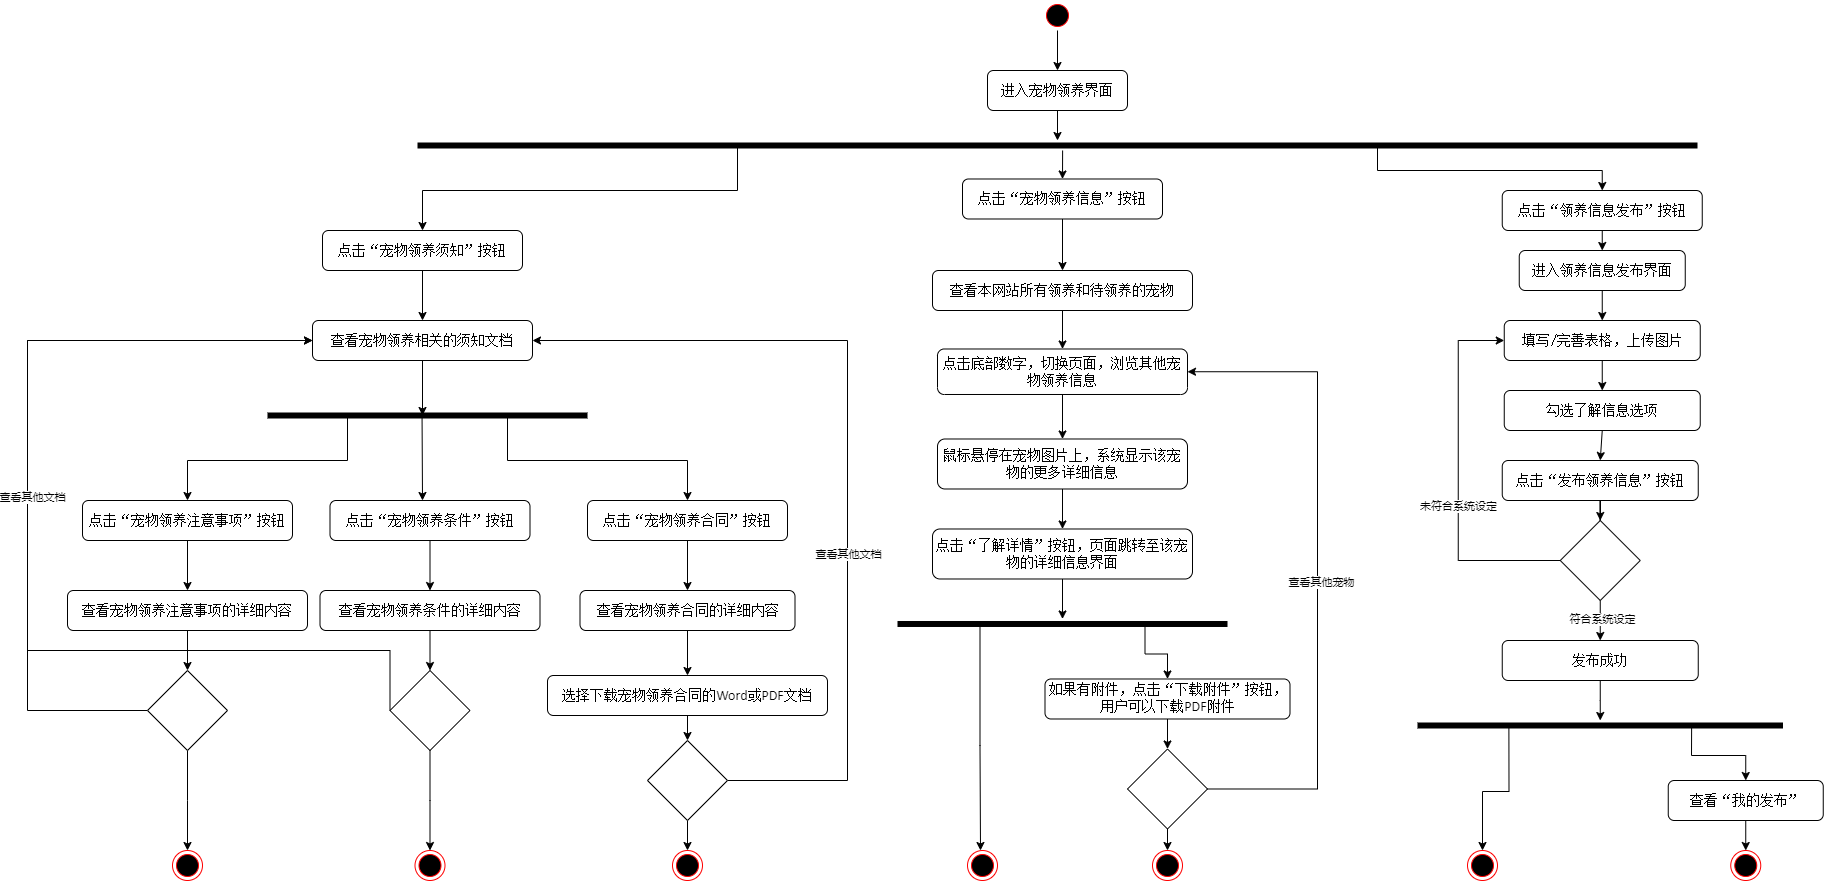 进入宠物领养界面
点击“宠物领养须知”按钮
查看宠物领养相关的须知文档
查看其他文档
点击“宠物领养注意事项”按钮
查看宠物领养注意事项的详细内容
点击“宠物领养条件”按钮
查看宠物领养条件的详细内容
点击“宠物领养合同”按钮
查看宠物领养合同的详细内容
选择下载宠物领养合同的Word或PDF文档
查看其他文档
点击“宠物领养信息”按钮
查看本网站所有领养和待领养的宠物
点击底部数字，切换页面，浏览其他宠
物领养信息
鼠标悬停在宠物图片上，系统显示该宠
物的更多详细信息
点击“了解详情”按钮，页面跳转至该宠
物的详细信息界面
查看其他宠物
如果有附件，点击“下载附件”按钮，
用户可以下载PDF附件
点击“领养信息发布”按钮
进入领养信息发布界面
填写/完善表格，上传图片
勾选了解信息选项
点击“发布领养信息”按钮
未符合系统设定
符合系统设定
发布成功
查看“我的发布”